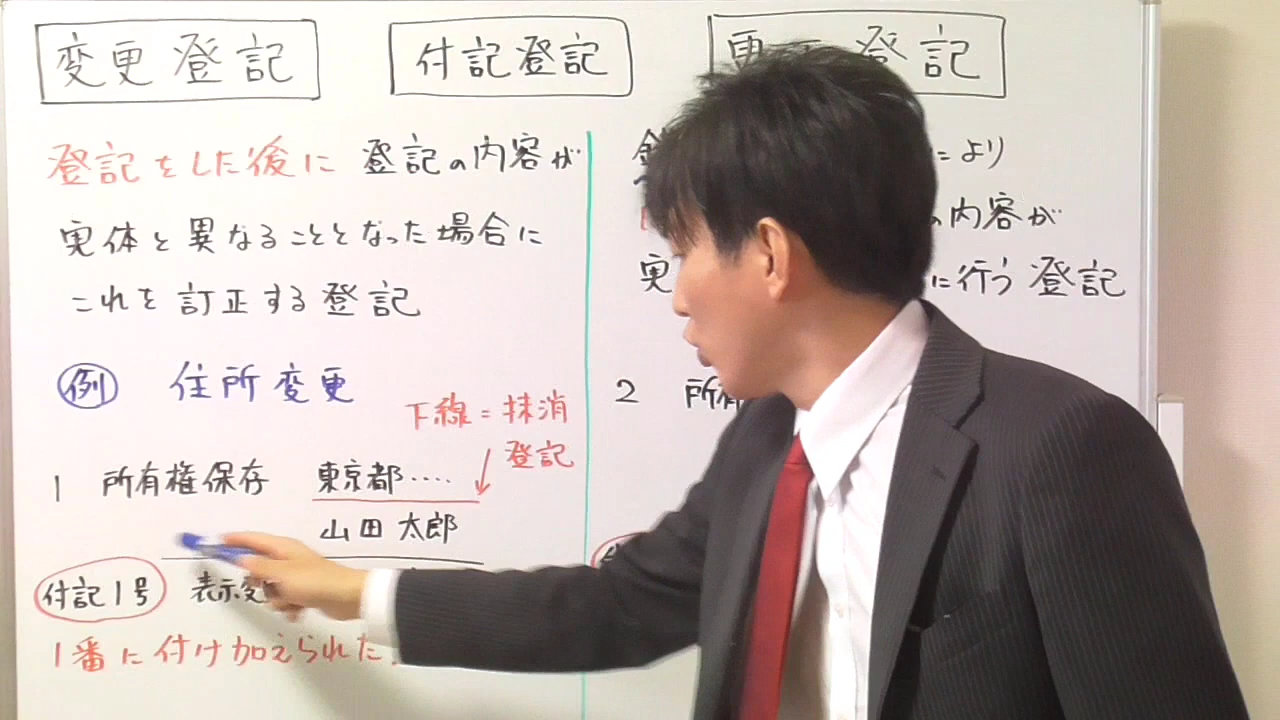 変更登記
付記登記
登記
登記をした後に 登記の内容が
実体と異なることとなった場合に
これを訂正する登記
例 住所変更
下線=抹消
登記
1 所有権保存 東京都....
山田太郎
付記1号 表示変
1番に付け加えられた
により
の内容が
実
に行う登記
2 所有